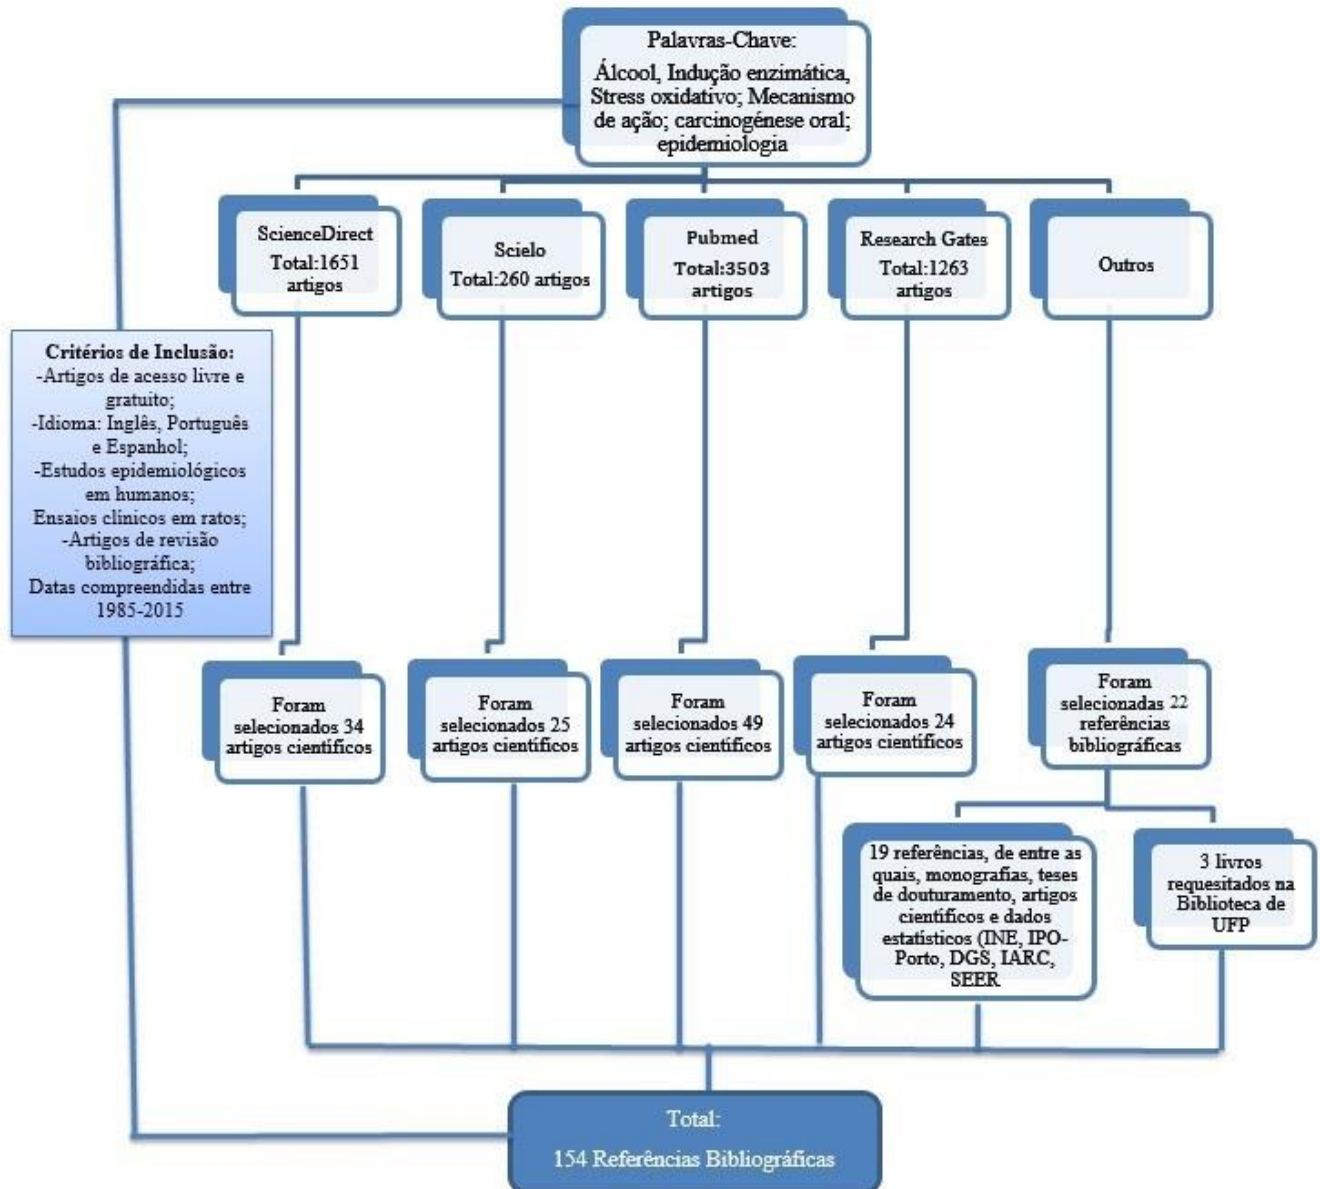 Palavras-Chave:
Álcool, Indução enzimática,
Stress oxidativo; Mecanismo
de ação; carcinogénese oral;
epidemiologia
ScienceDirect
Total:1651
artigos
Scielo
Total:260 artigos
Pubmed
Total:3503
artigos
Research Gates
Total:1263
artigos
Outros
Critérios de Inclusão:
-Artigos de acesso livre e
gratuito;
-Idioma: Inglês, Português
e Espanhol;
-Estudos epidemiológicos
em humanos;
Ensaios clínicos em ratos;
-Artigos de revisão
bibliográfica;
Datas compreendidas entre
1985-2015
Foram
selecionados 34
artigos científicos
Foram
selecionados 25
artigos científicos
Foram
selecionados 49
artigos científicos
Foram
selecionados 24
artigos científicos
Foram
selecionadas 22
referências
bibliográficas
19 referências, de entre as
quais, monografias, teses
de douturamento, artigos
científicos e dados
estatísticos (INE, IPO-
Porto, DGS, IARC,
SEER
3 livros
requesitados na
Biblioteca de
UFP
Total:
154 Referências Bibliográficas